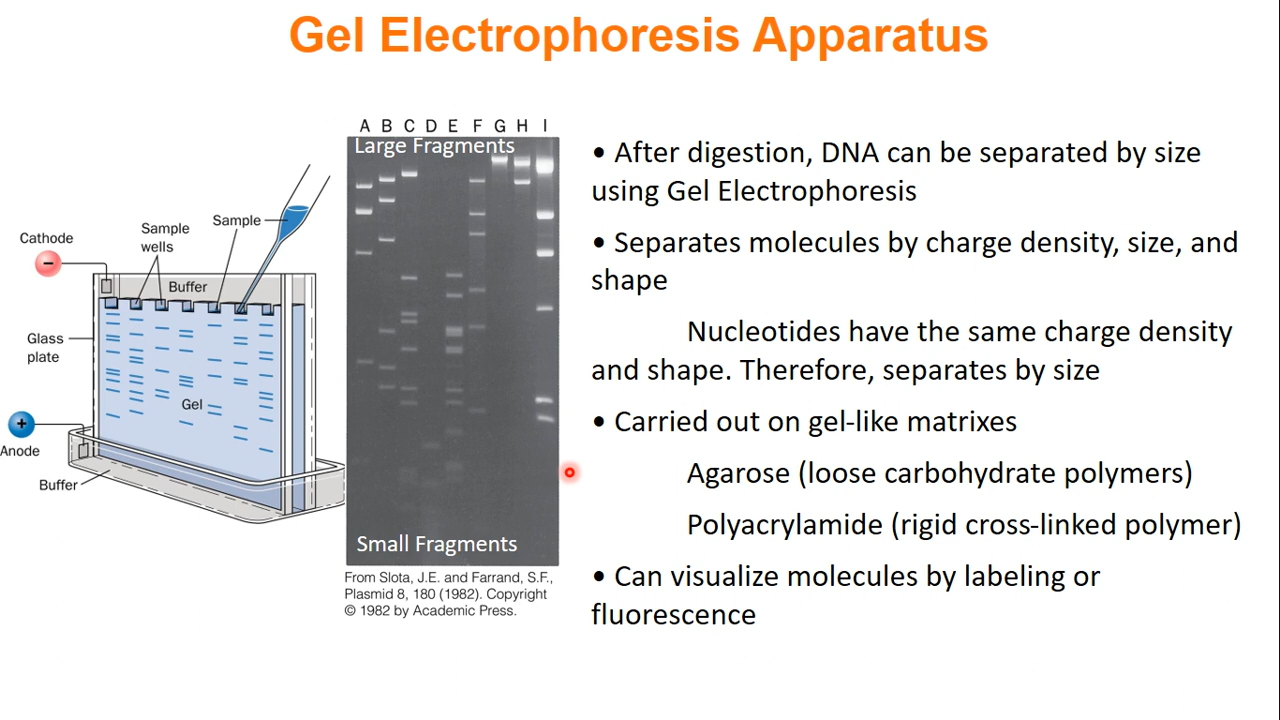 Gel Electrophoresis Apparatus
Cathode
−
Sample
wells
Sample
Buffer
Glass
plate
Gel
+
Anode
Buffer
A B C D E F G H I
Large Fragments
Small Fragments
From Slota, J.E. and Farrand, S.F.,
Plasmid 8, 180 (1982). Copyright
© 1982 by Academic Press.
• After digestion, DNA can be separated by size
using Gel Electrophoresis
• Separates molecules by charge density, size, and
shape
Nucleotides have the same charge density
and shape. Therefore, separates by size
• Carried out on gel-like matrixes
Agarose (loose carbohydrate polymers)
Polyacrylamide (rigid cross-linked polymer)
• Can visualize molecules by labeling or
fluorescence